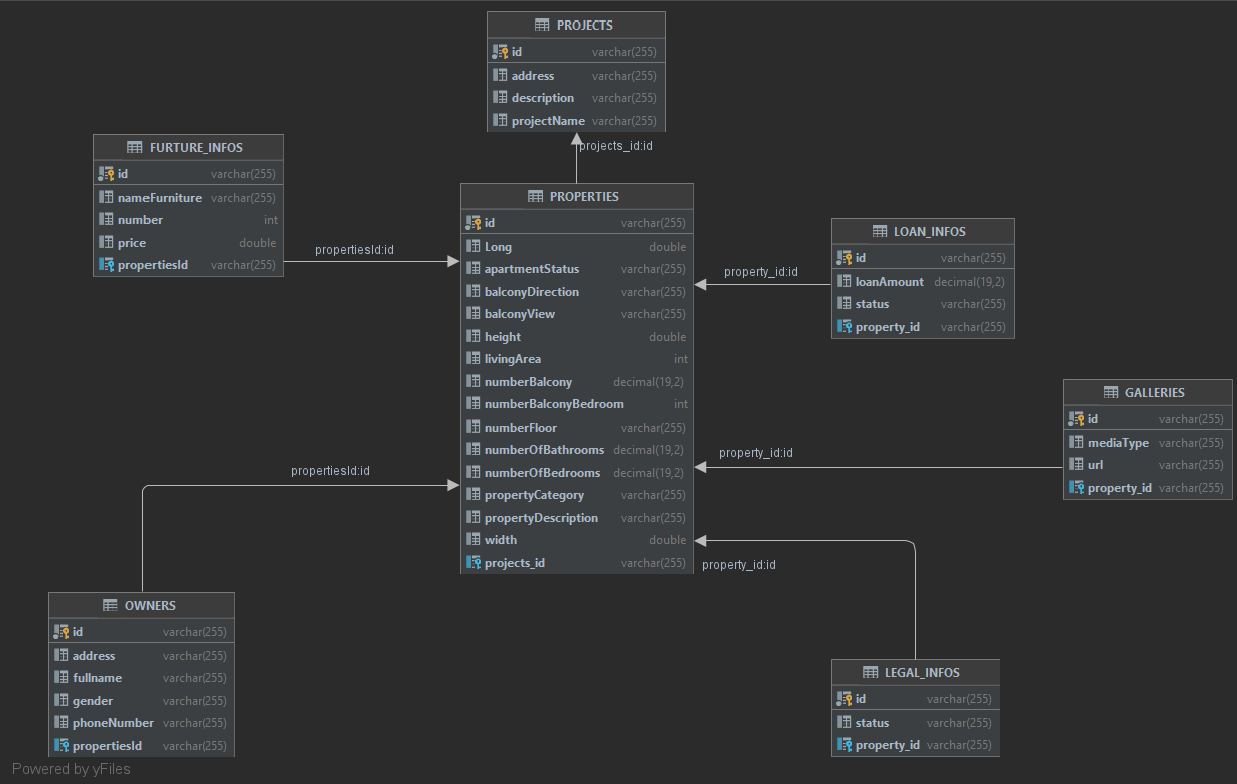 PROJECTS
id varchar(255)
address varchar(255)
description varchar(255)
projectName varchar(255)
projects_id:id
FURTURE_INFOS
id varchar(255)
nameFurniture varchar(255)
number int
price double
propertiesId varchar(255)
propertiesId:id
PROPERTIES
id varchar(255)
Long double
apartmentStatus varchar(255)
balconyDirection varchar(255)
balconyView varchar(255)
height double
livingArea int
numberBalcony decimal(19,2)
numberBalconyBedroom int
numberFloor varchar(255)
numberOfBathrooms decimal(19,2)
numberOfBedrooms decimal(19,2)
propertyCategory varchar(255)
propertyDescription varchar(255)
width double
projects_id varchar(255)
LOAN_INFOS
id varchar(255)
loanAmount decimal(19,2)
status varchar(255)
property_id varchar(255)
property_id:id
GALLERIES
id varchar(255)
mediaType varchar(255)
url varchar(255)
property_id varchar(255)
property_id:id
propertiesId:id
OWNERS
id varchar(255)
address varchar(255)
fullname varchar(255)
gender varchar(255)
phoneNumber varchar(255)
propertiesId varchar(255)
property_id:id
LEGAL_INFOS
id varchar(255)
status varchar(255)
property_id varchar(255)
Powered by yFiles